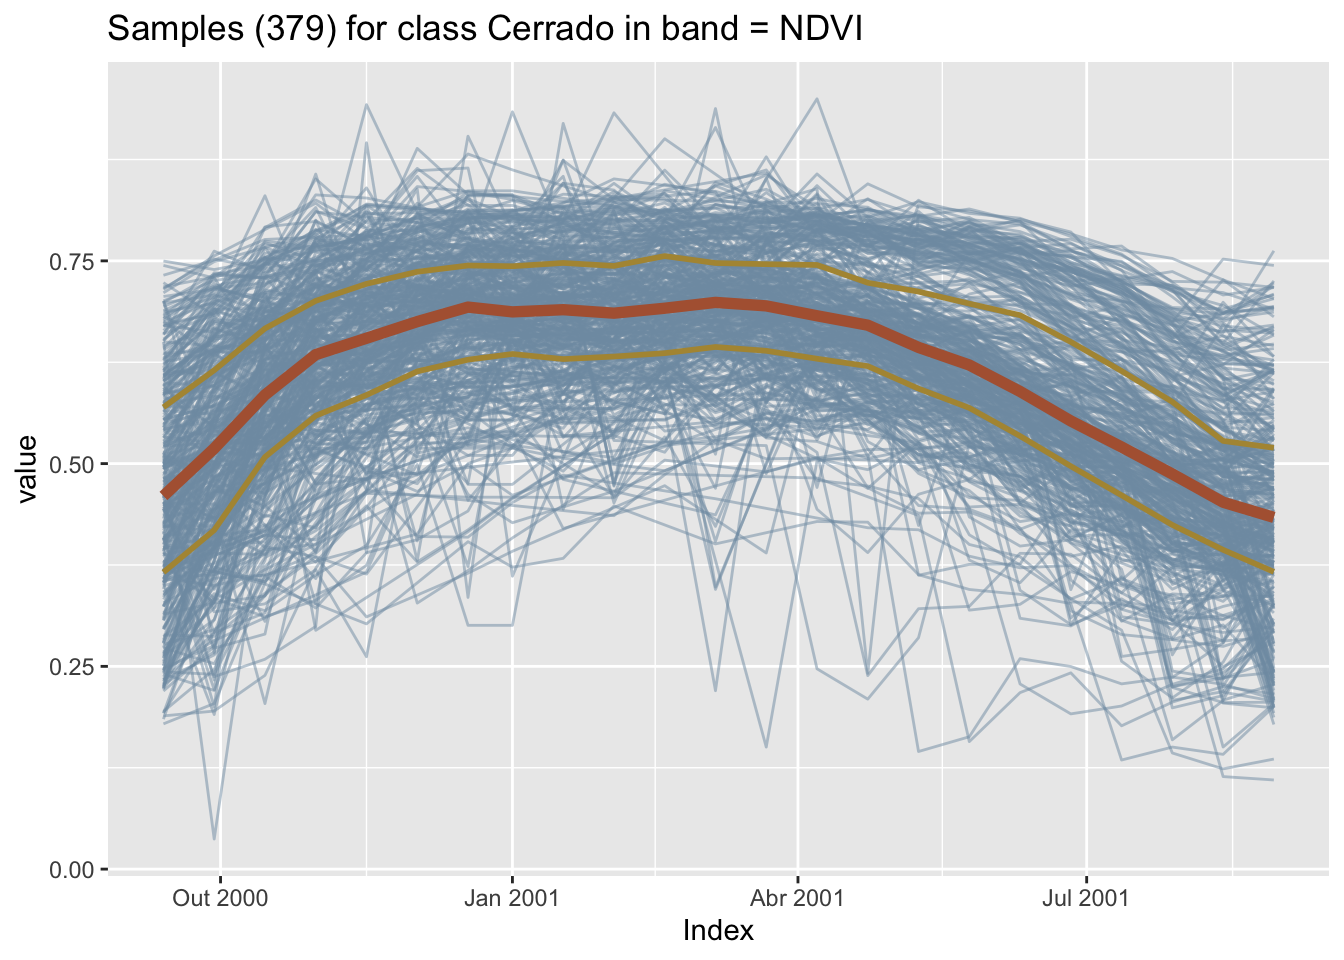 Samples (379) for class Cerrado in band = NDVI
value
0.75
0.50
0.25
0.00
Out 2000
Jan 2001
Abr 2001
Jul 2001
Index